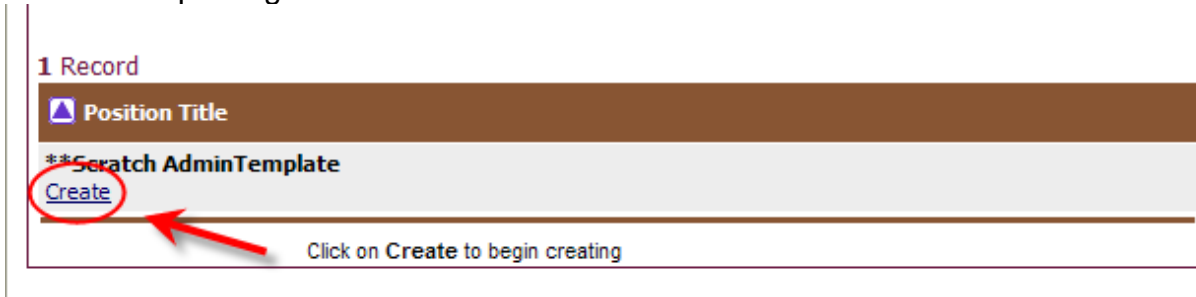 1 Record
Position Title
**Scratch AdminTemplate
Create
Click on Create to begin creating